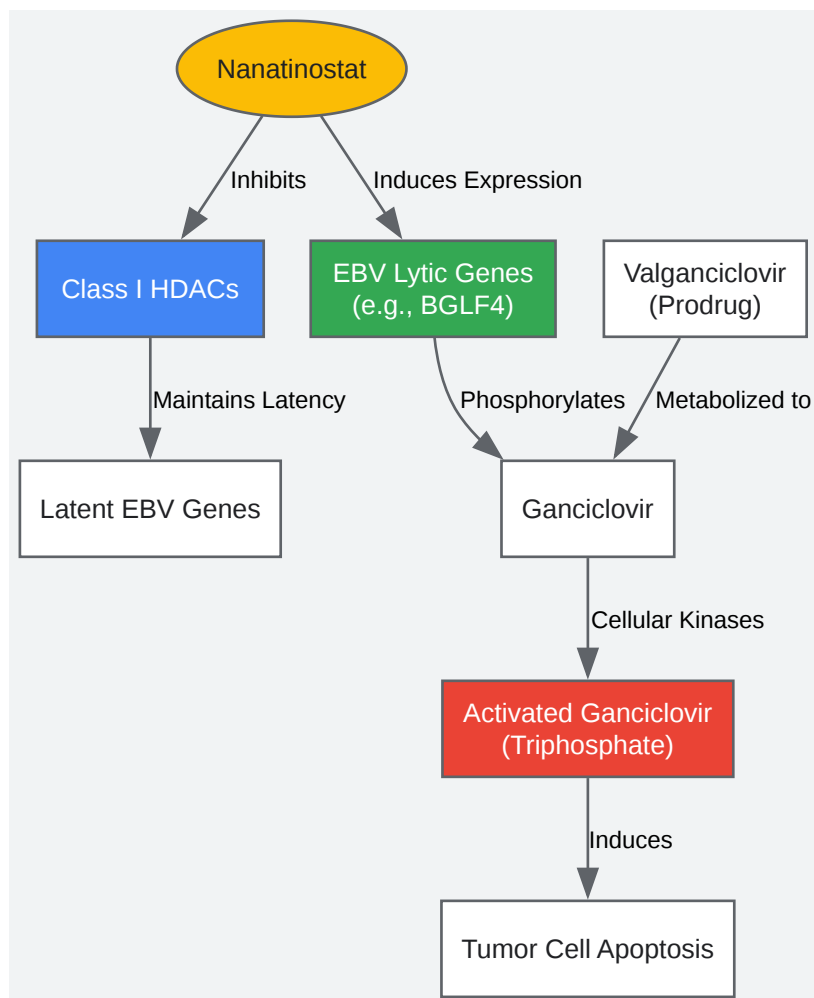 Nanatinostat
Inhibits
Induces Expression
Class I HDACs
EBV Lytic Genes
(e.g., BGLF4)
Valganciclovir
(Prodrug)
Maintains Latency
Phosphorylates
Metabolized to
Latent EBV Genes
Ganciclovir
Cellular Kinases
Activated Ganciclovir
(Triphosphate)
Induces
Tumor Cell Apoptosis